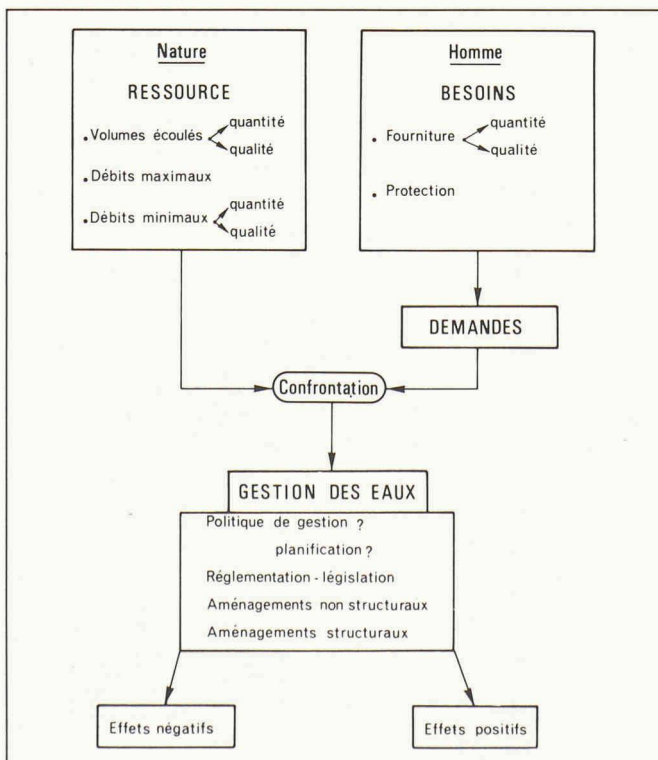 Nature
RESSOURCE
. Volumes écoulés
quantité
qualité
. Débits maximaux
. Débits minimaux
quantité
qualité
Homme
BESOINS
. Fourniture
quantité
qualité
. Protection
DEMANDES
Confrontation
GESTION DES EAUX
Politique de gestion ?
planification ?
Réglementation - législation
Aménagements non structuraux
Aménagements structuraux
Effets négatifs
Effets positifs